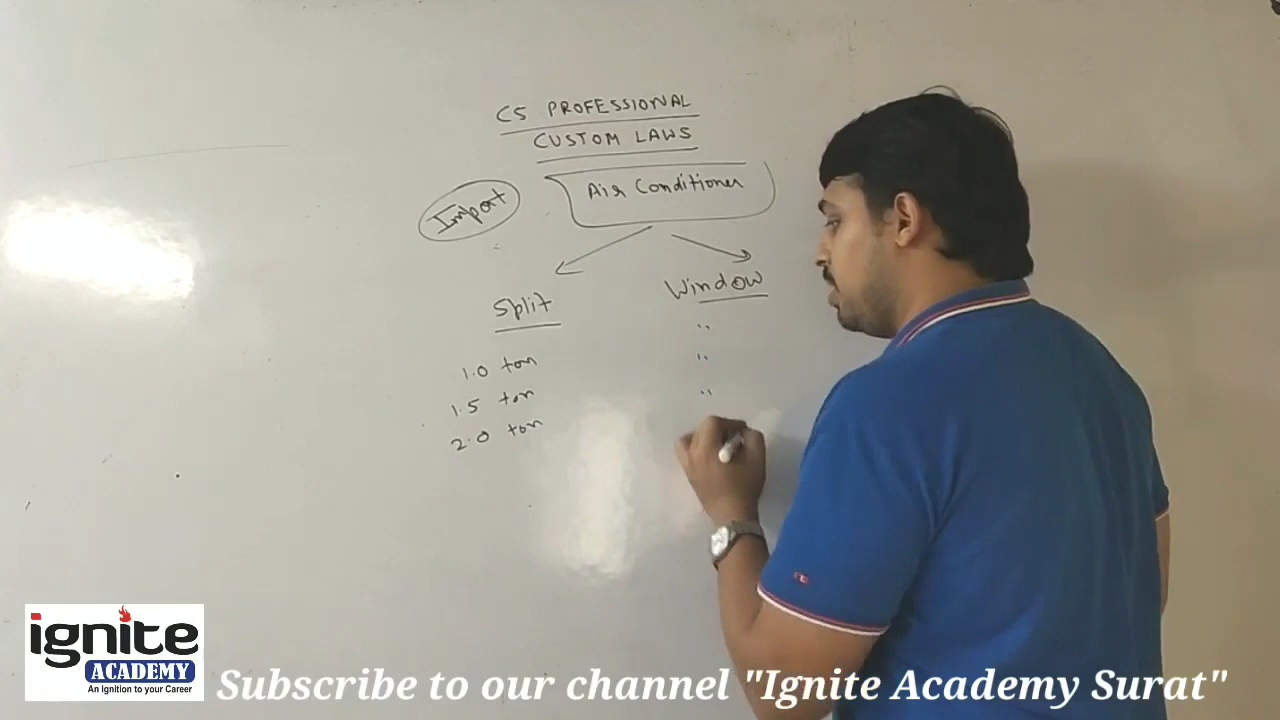 CS PROFESSIONAL
CUSTOM LAWS
Import
Air Conditioner
Split
Window
1.0 ton "
1.5 ton "
2.0 ton "
ignite
ACADEMY
An Ignition to your Career
Subscribe to our channel "Ignite Academy Surat"